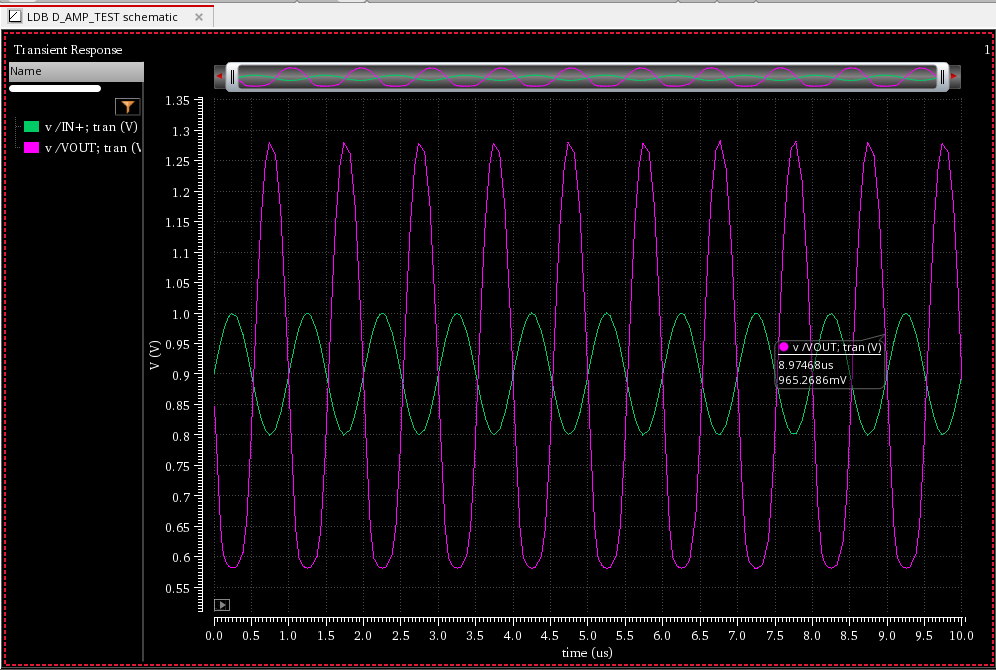 LDB D_AMP_TEST schematic
Transient Response
1
Name
v /IN+; tran (V)
v /VOUT; tran (V
1.35
1.3
1.25
1.2
1.15
1.1
1.05
1.0
0.95
0.9
0.85
0.8
0.75
0.7
0.65
0.6
0.55
V (V)
v /VOUT; tran (V)
8.97468us
965.2686mV
0.0 0.5 1.0 1.5 2.0 2.5 3.0 3.5 4.0 4.5 5.0 5.5 6.0 6.5 7.0 7.5 8.0 8.5 9.0 9.5 10.0
time (us)